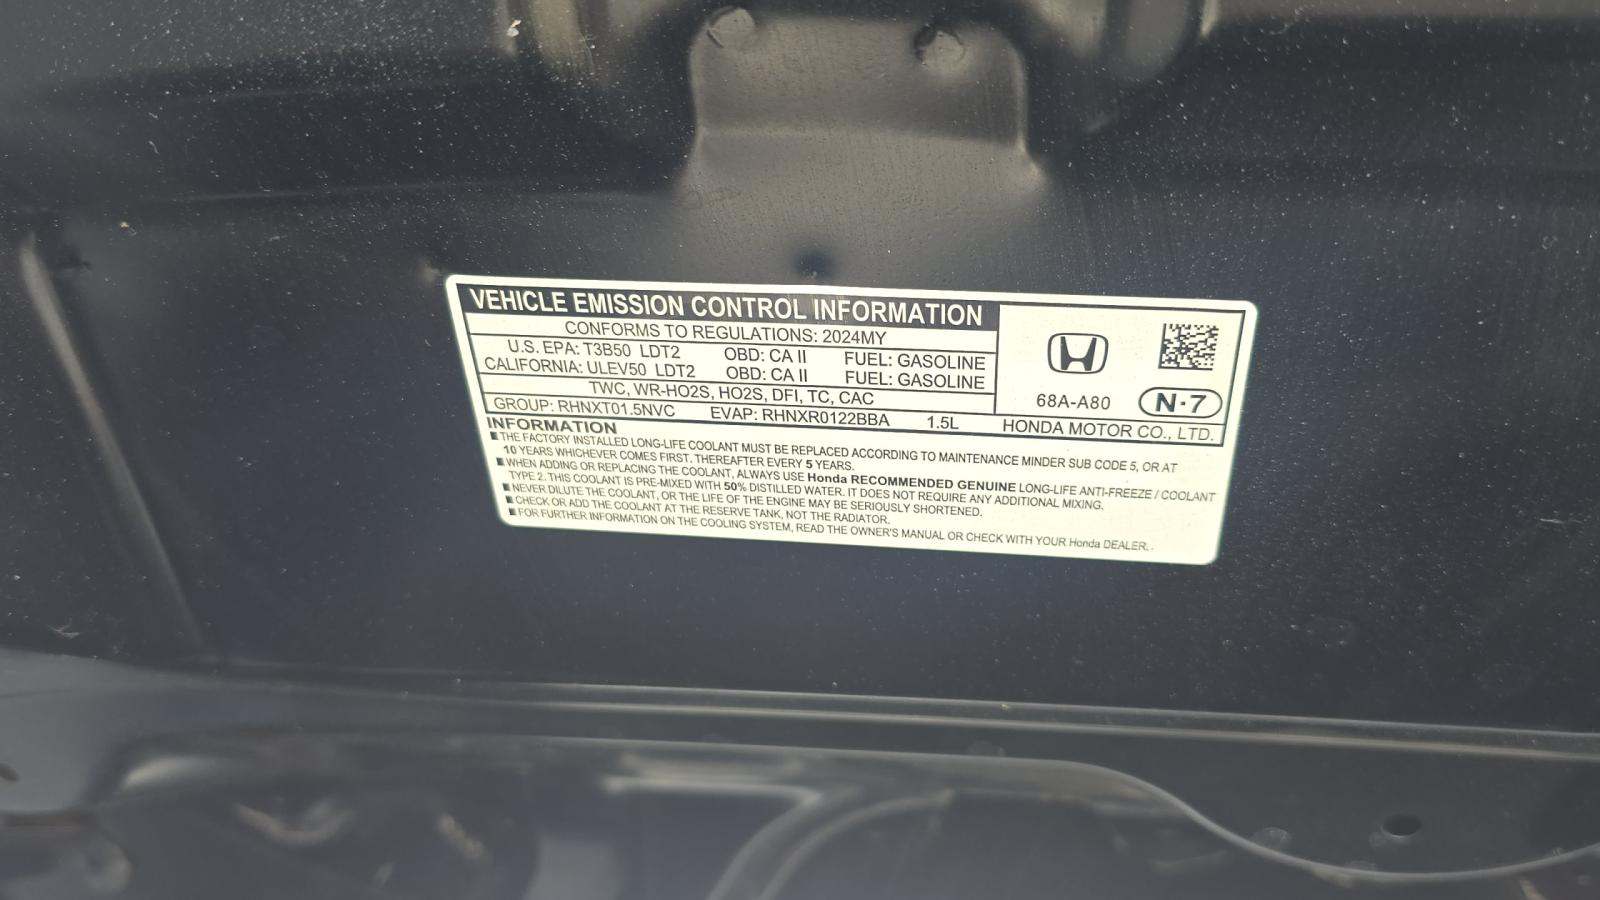 VEHICLE EMISSION CONTROL INFORMATION
CONFORMS TO REGULATIONS: 2024MY
U.S. EPA: T3B50 LDT2 OBD: CA II FUEL: GASOLINE
CALIFORNIA: ULEV50 LDT2 OBD: CA II FUEL: GASOLINE
TWC, WR-HO2S, HO2S, DFI, TC, CAC
68A-A80 N·7
GROUP: RHNXT01.5NVC EVAP: RHNXR0122BBA 1.5L HONDA MOTOR CO., LTD.
INFORMATION
■THE FACTORY INSTALLED LONG-LIFE COOLANT MUST BE REPLACED ACCORDING TO MAINTENANCE MINDER SUB CODE 5, OR AT
10 YEARS WHICHEVER COMES FIRST. THEREAFTER EVERY 5 YEARS.
■WHEN ADDING OR REPLACING THE COOLANT, ALWAYS USE Honda RECOMMENDED GENUINE LONG-LIFE ANTI-FREEZE / COOLANT
TYPE 2. THIS COOLANT IS PRE-MIXED WITH 50% DISTILLED WATER. IT DOES NOT REQUIRE ANY ADDITIONAL MIXING.
■NEVER DILUTE THE COOLANT, OR THE LIFE OF THE ENGINE MAY BE SERIOUSLY SHORTENED.
■CHECK OR ADD THE COOLANT AT THE RESERVE TANK, NOT THE RADIATOR.
■FOR FURTHER INFORMATION ON THE COOLING SYSTEM, READ THE OWNER'S MANUAL OR CHECK WITH YOUR Honda DEALER.